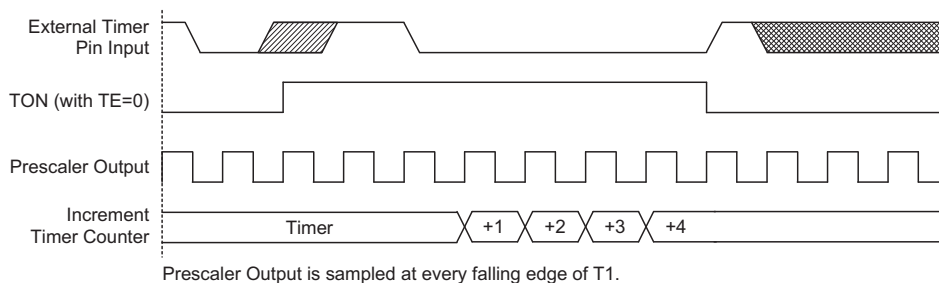 External Timer
Pin Input
TON (with TE=0)
Prescaler Output
Increment
Timer Counter
Timer
+1
+2
+3
+4
Prescaler Output is sampled at every falling edge of T1.